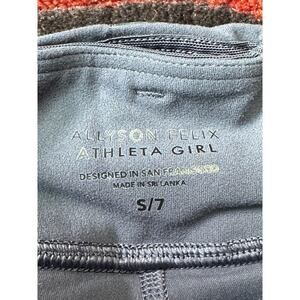 ALLYSON FELIX
ATHLETA GIRL
DESIGNED IN SAN FRANCISCO
MADE IN SRI LANKA
S/7